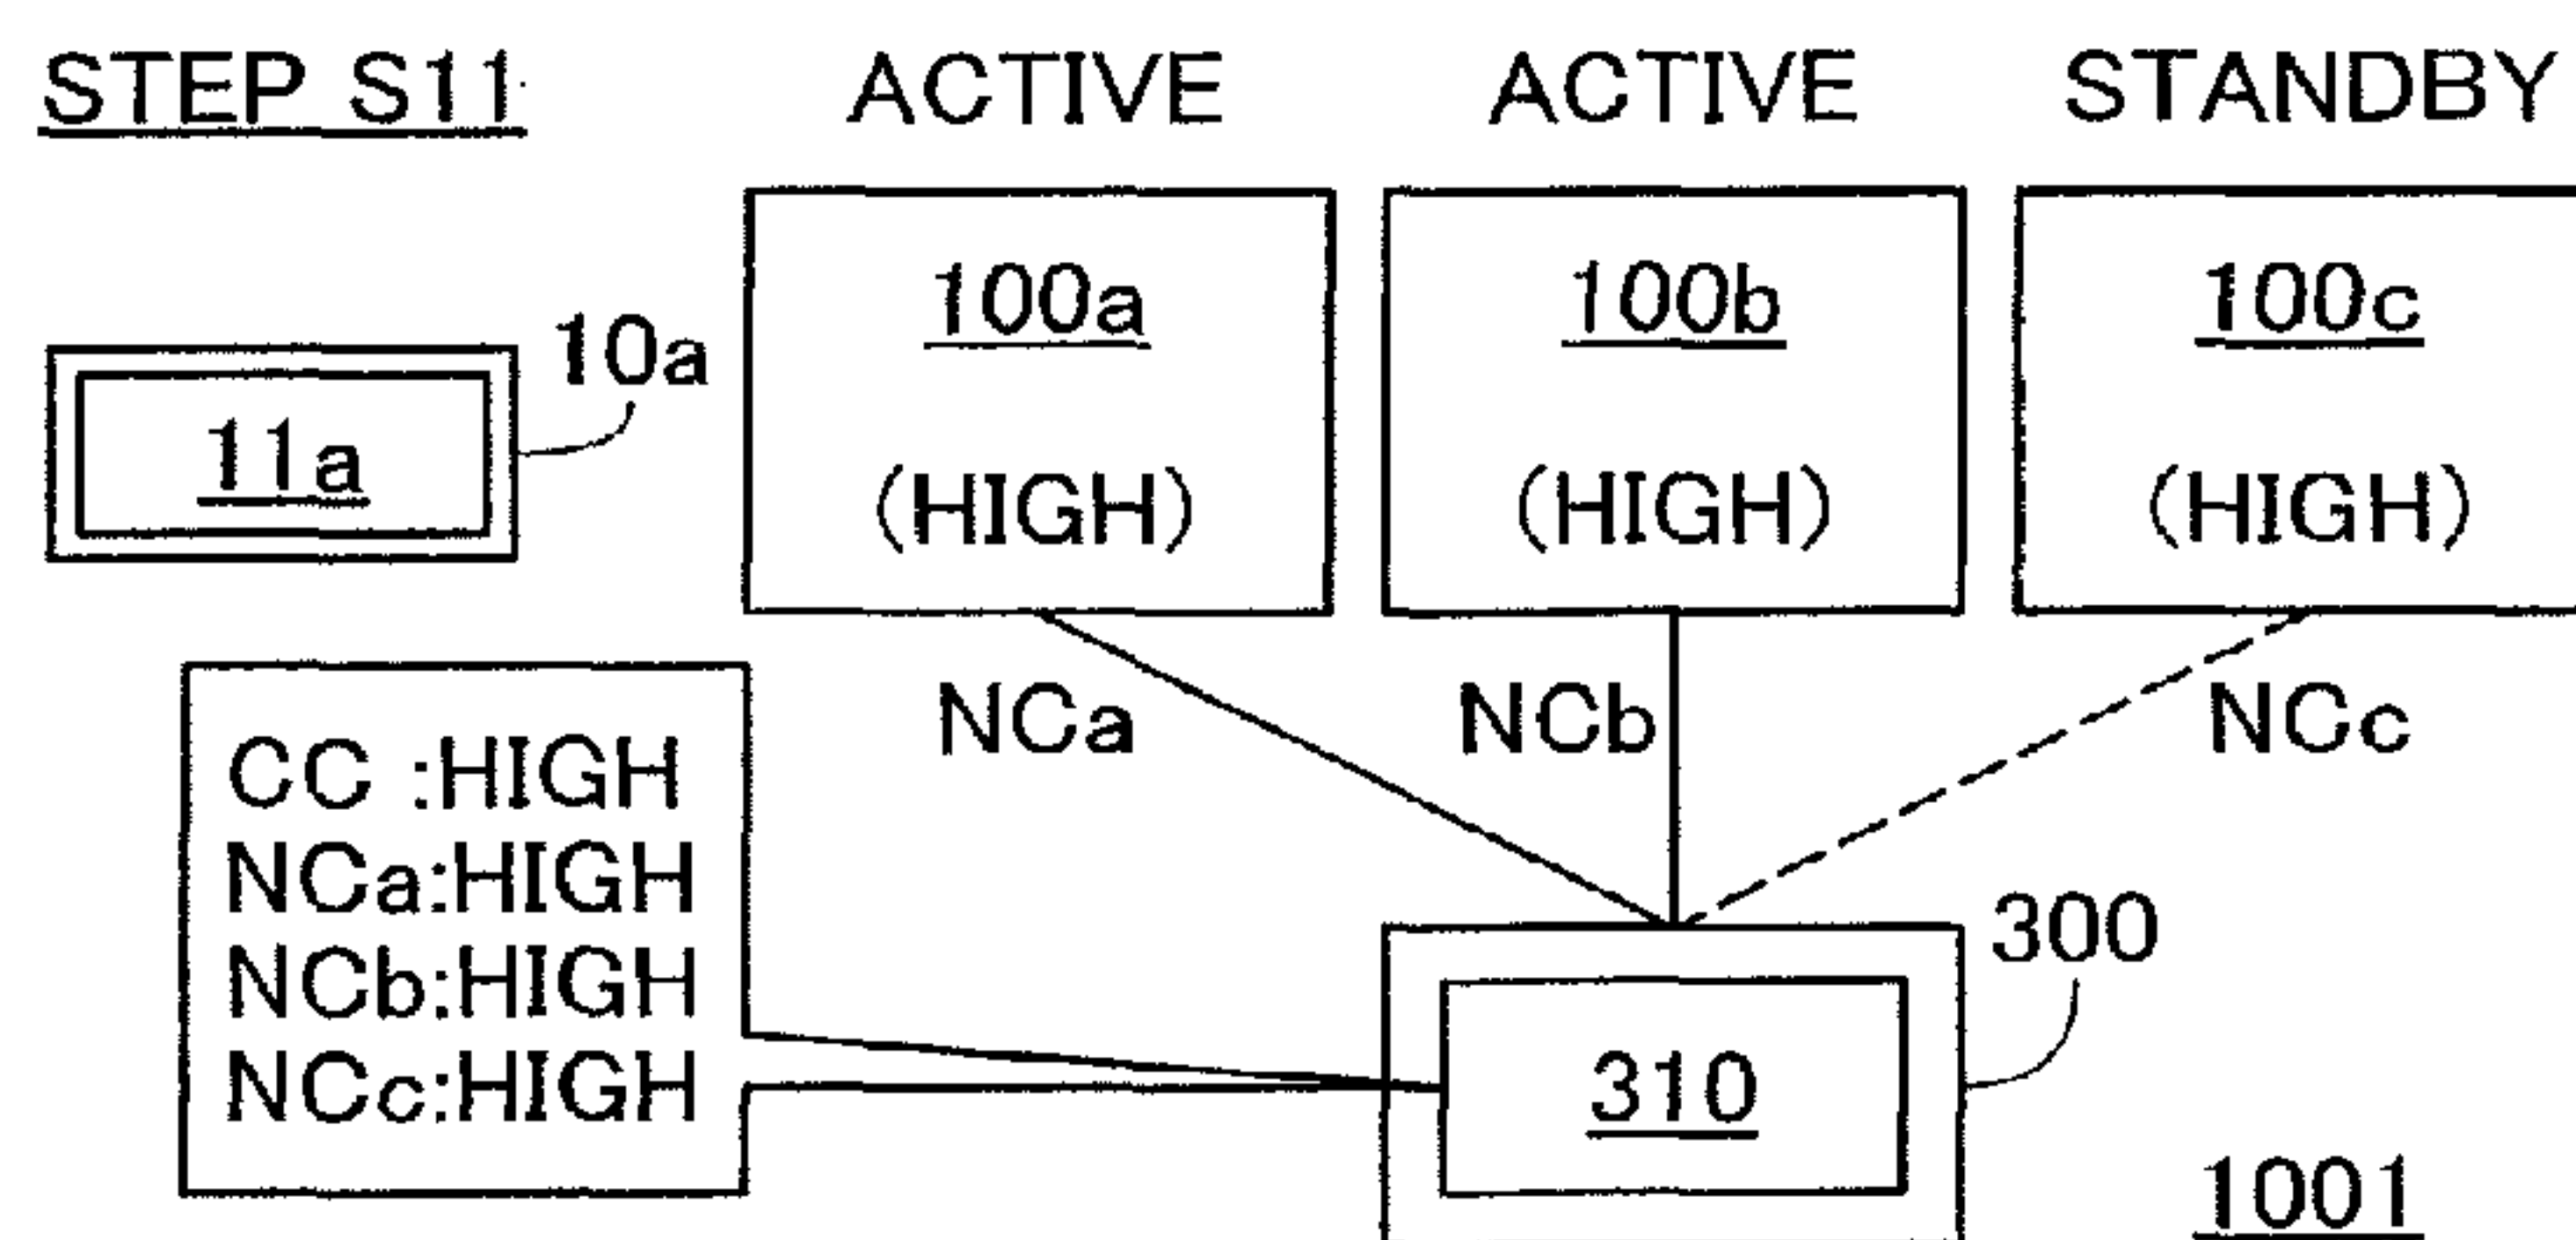 STEP S11
ACTIVE
ACTIVE
STANDBY
100a
(HIGH)
100b
(HIGH)
100c
(HIGH)
10a
11a
NCa
NCb
NCc
CC :HIGH
NCa:HIGH
NCb:HIGH
NCc:HIGH
300
310
1001